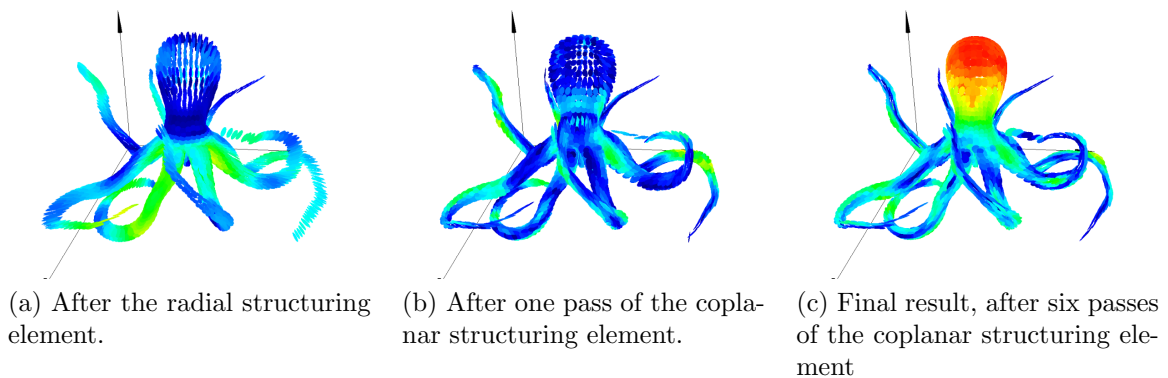 (a) After the radial structuring
element.
(b) After one pass of the copla-
nar structuring element.
(c) Final result, after six passes
of the coplanar structuring ele-
ment